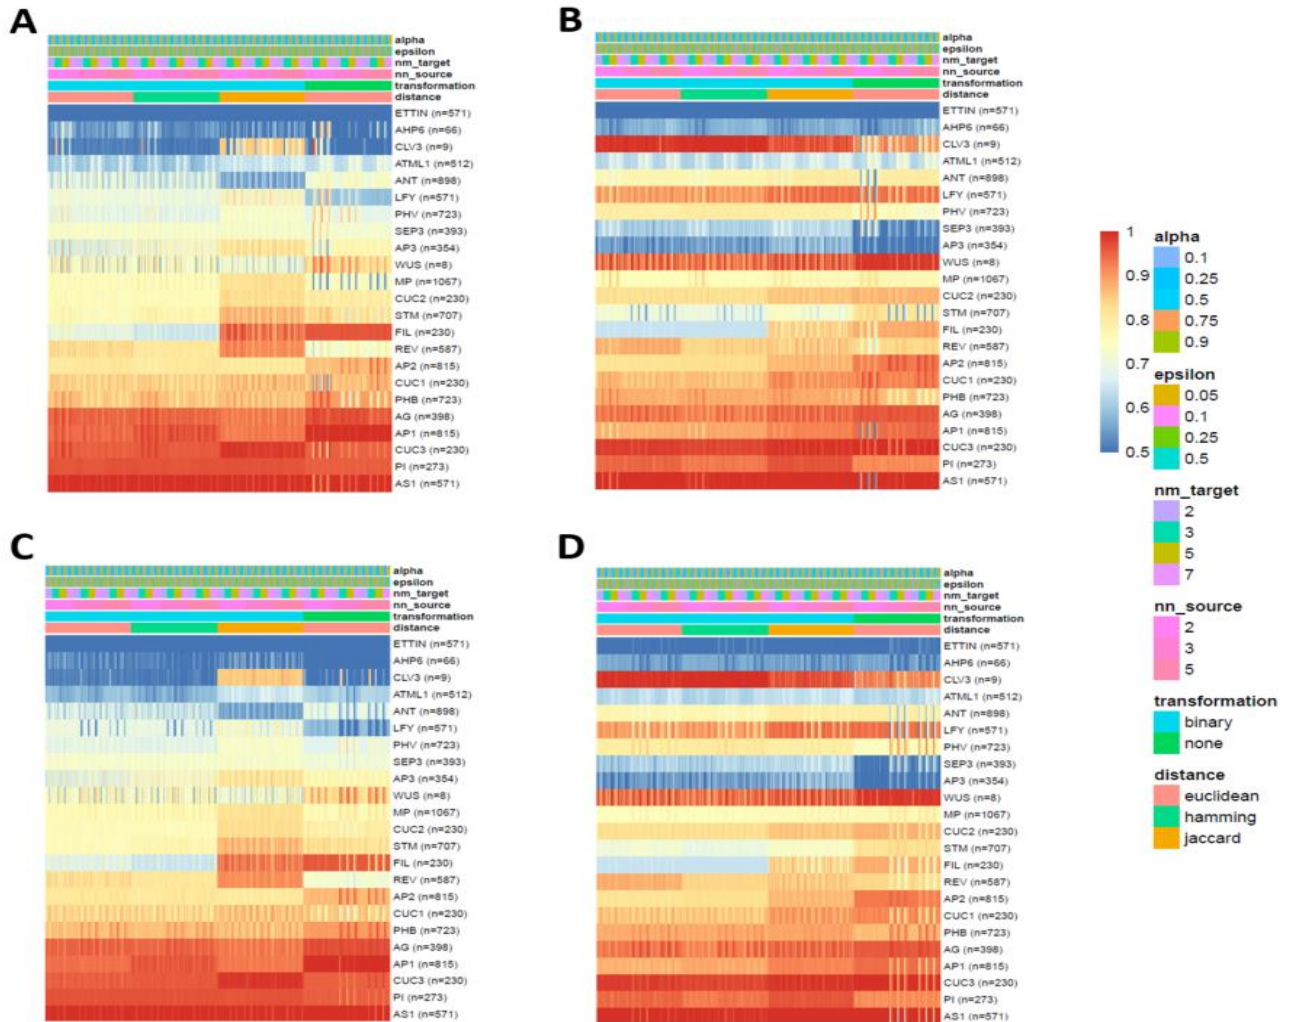 A
alpha
epsilon
nm_target
nn_source
transformation
distance
ETTIN (n=571)
AHP6 (n=66)
CLV3 (n=9)
ATML1 (n=512)
ANT (n=898)
LFY (n=571)
PHV (n=723)
SEP3 (n=393)
AP3 (n=354)
WUS (n=8)
MP (n=1067)
CUC2 (n=230)
STM (n=707)
FIL (n=230)
REV (n=587)
AP2 (n=815)
CUC1 (n=230)
PHB (n=723)
AG (n=398)
AP1 (n=815)
CUC3 (n=230)
PI (n=273)
AS1 (n=571)
B
alpha
epsilon
nm_target
nn_source
transformation
distance
ETTIN (n=571)
AHP6 (n=66)
CLV3 (n=9)
ATML1 (n=512)
ANT (n=898)
LFY (n=571)
PHV (n=723)
SEP3 (n=393)
AP3 (n=354)
WUS (n=8)
MP (n=1067)
CUC2 (n=230)
STM (n=707)
FIL (n=230)
REV (n=587)
AP2 (n=815)
CUC1 (n=230)
PHB (n=723)
AG (n=398)
AP1 (n=815)
CUC3 (n=230)
PI (n=273)
AS1 (n=571)
C
alpha
epsilon
nm_target
nn_source
transformation
distance
ETTIN (n=571)
AHP6 (n=66)
CLV3 (n=9)
ATML1 (n=512)
ANT (n=898)
LFY (n=571)
PHV (n=723)
SEP3 (n=393)
AP3 (n=354)
WUS (n=8)
MP (n=1067)
CUC2 (n=230)
STM (n=707)
FIL (n=230)
REV (n=587)
AP2 (n=815)
CUC1 (n=230)
PHB (n=723)
AG (n=398)
AP1 (n=815)
CUC3 (n=230)
PI (n=273)
AS1 (n=571)
D
alpha
epsilon
nm_target
nn_source
transformation
distance
ETTIN (n=571)
AHP6 (n=66)
CLV3 (n=9)
ATML1 (n=512)
ANT (n=898)
LFY (n=571)
PHV (n=723)
SEP3 (n=393)
AP3 (n=354)
WUS (n=8)
MP (n=1067)
CUC2 (n=230)
STM (n=707)
FIL (n=230)
REV (n=587)
AP2 (n=815)
CUC1 (n=230)
PHB (n=723)
AG (n=398)
AP1 (n=815)
CUC3 (n=230)
PI (n=273)
AS1 (n=571)
1
0.9
0.8
0.7
0.6
0.5
alpha
0.1
0.25
0.5
0.75
0.9
epsilon
0.05
0.1
0.25
0.5
nm_target
2
3
5
7
nn_source
2
3
5
transformation
binary
none
distance
euclidean
hamming
jaccard